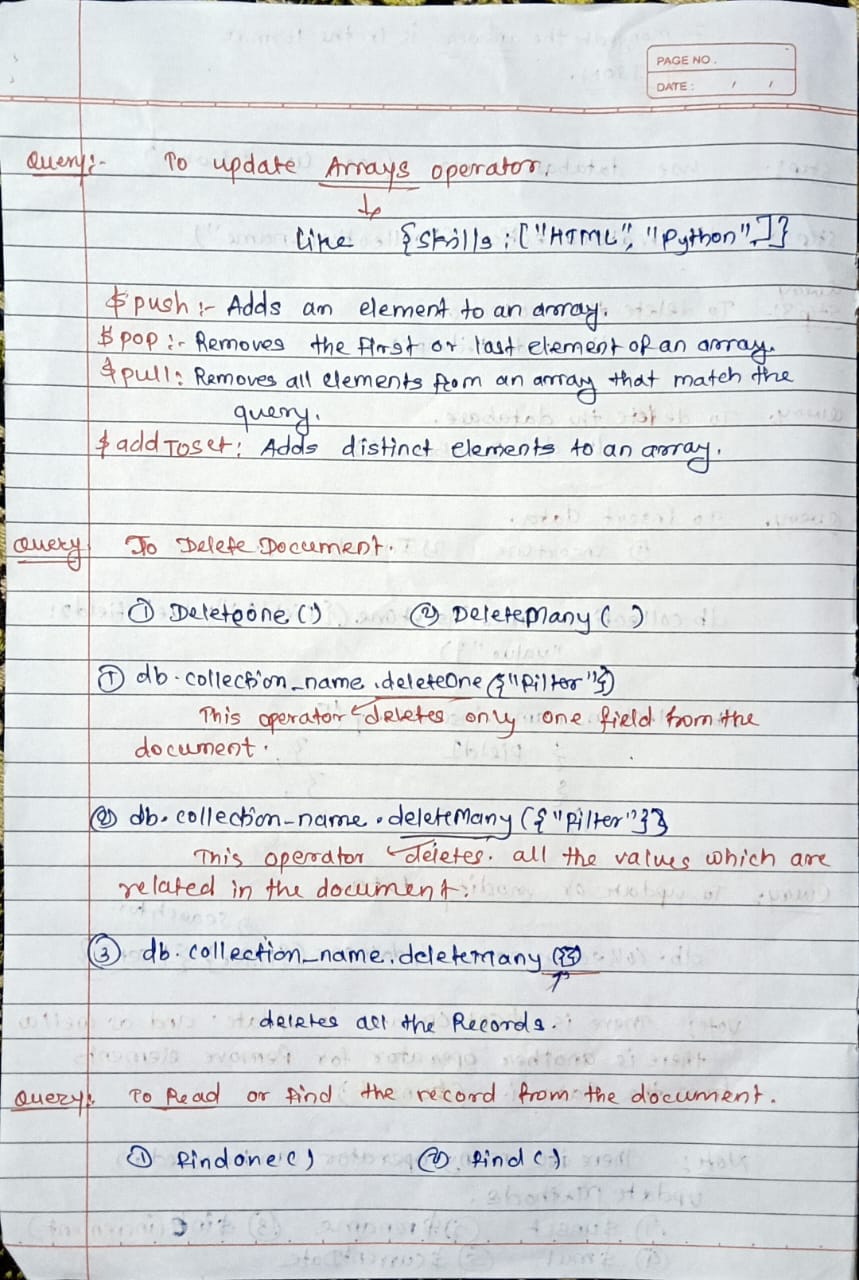 PAGE NO.
DATE: / /
Query:- To update Arrays operator.
like {skills : ["HTML", "Python",]}
$push :- Adds an element to an array.
$pop :- Removes the first or last element of an array.
$pull: Removes all elements from an array that match the
query.
$addToset: Adds distinct elements to an array.
Query To Delete Document.
① Deleteone() ② DeleteMany ( )
① db.collection_name.deleteOne({"filter"})
This operator deletes only one field from the
document.
② db.collection_name.deleteMany ({"filter"}}
This operator deletes. all the values which are
related in the document.
③ db.collection_name.deletemany ({})
deletes all the Records.
Query: To Read or find the record from the document.
① findone() ② find()